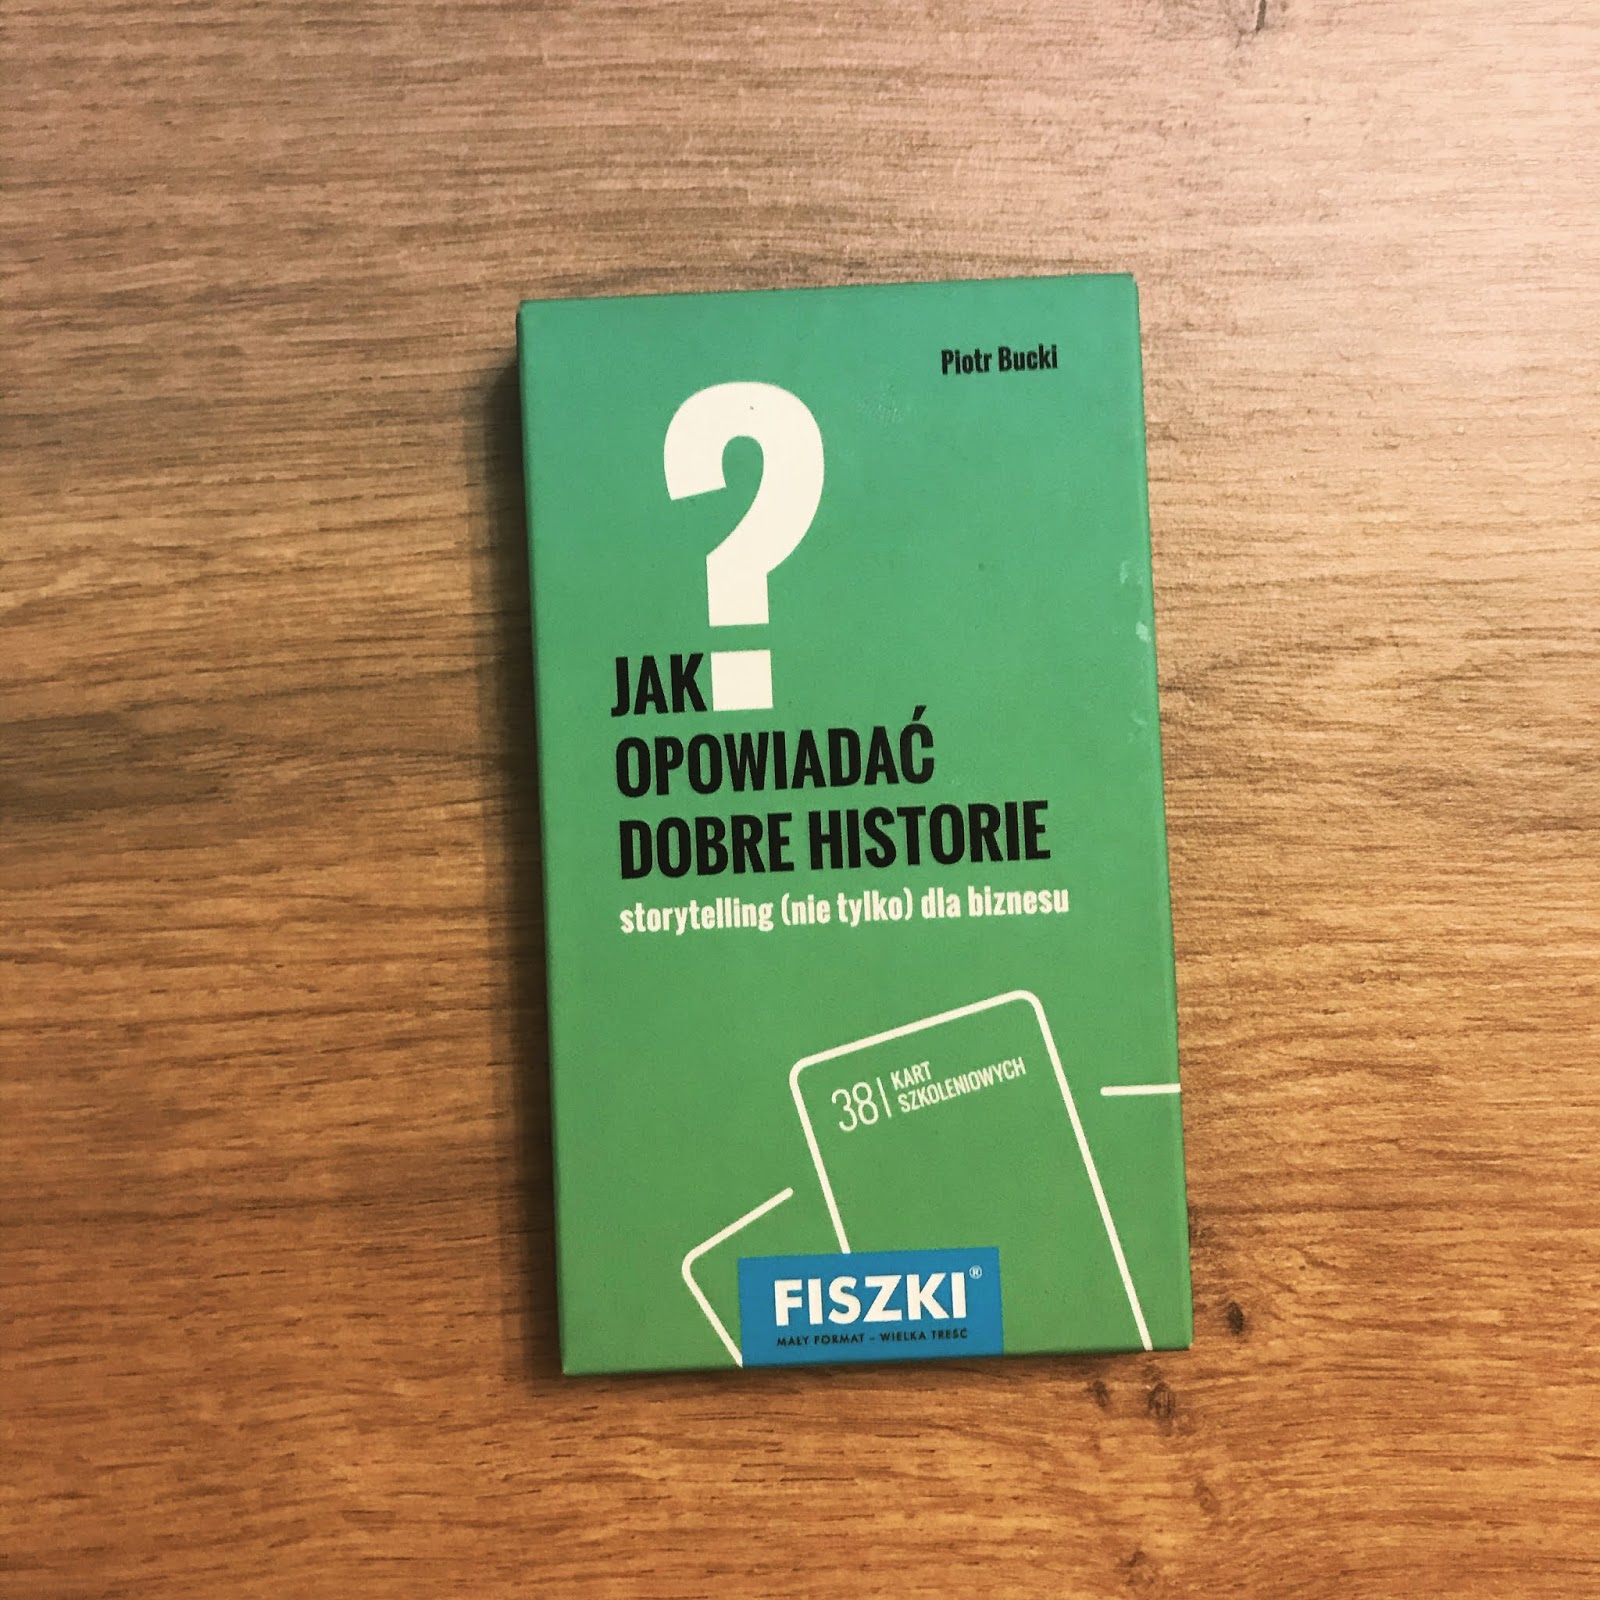 Piotr Bucki
?
JAK
OPOWIADAĆ
DOBRE HISTORIE
storytelling (nie tylko) dla biznesu
38 | KART
SZKOLENIOWYCH
FISZKI®
MAŁY FORMAT – WIELKA TREŚĆ